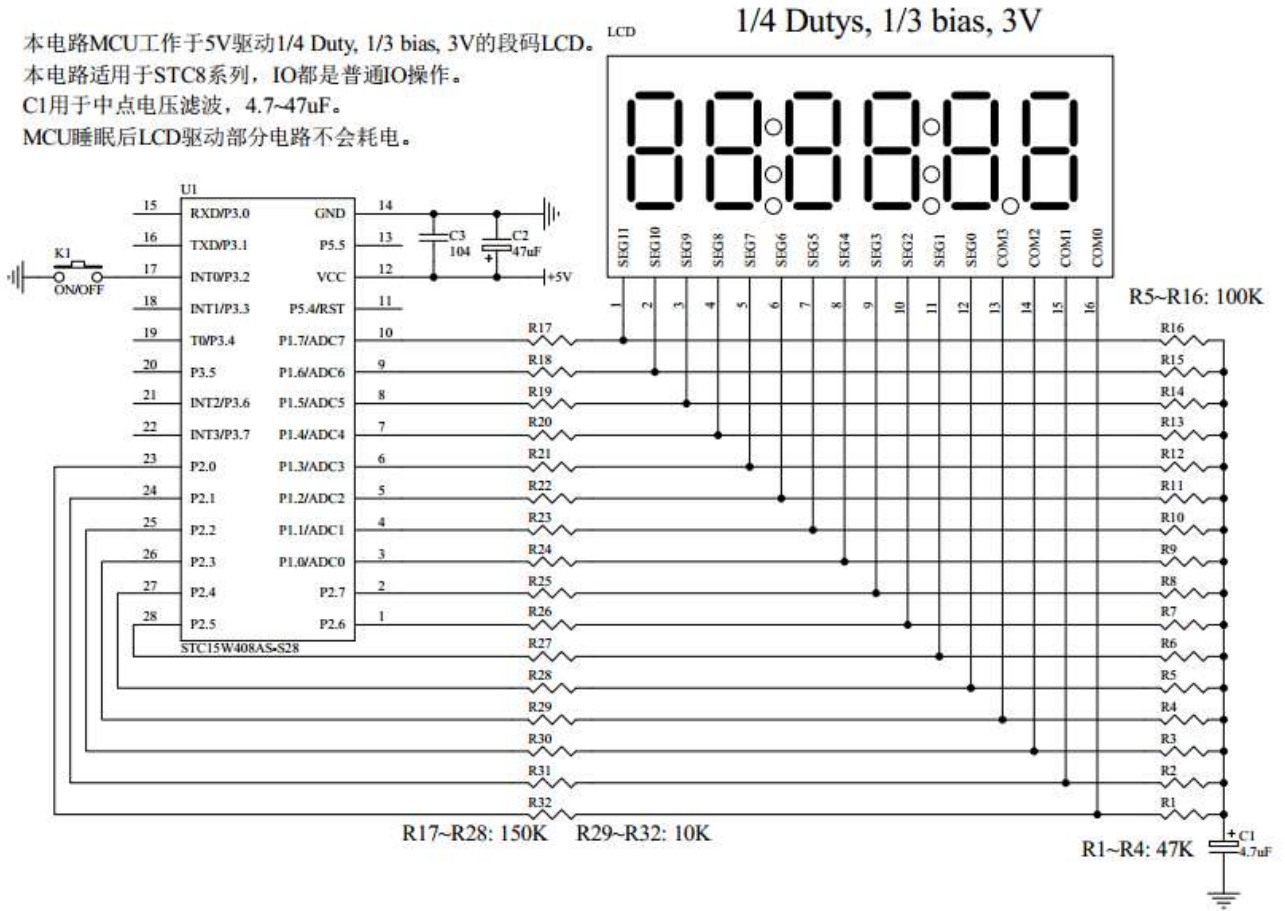 1/4 Dutys, 1/3 bias, 3V
本电路MCU工作于5V驱动1/4 Duty, 1/3 bias, 3V的段码LCD。
本电路适用于STC8系列，IO都是普通IO操作。
C1用于中点电压滤波，4.7~47uF。
MCU睡眠后LCD驱动部分电路不会耗电。
LCD
U1
15 RXD/P3.0 GND 14
16 TXD/P3.1 P5.5 13
17 INT0/P3.2 VCC 12
18 INT1/P3.3 P5.4/RST 11
19 T0/P3.4 P1.7/ADC7 10
20 P3.5 P1.6/ADC6 9
21 INT2/P3.6 P1.5/ADC5 8
22 INT3/P3.7 P1.4/ADC4 7
23 P2.0 P1.3/ADC3 6
24 P2.1 P1.2/ADC2 5
25 P2.2 P1.1/ADC1 4
26 P2.3 P1.0/ADC0 3
27 P2.4 P2.7 2
28 P2.5 P2.6 1
STC15W408AS-S28
K1
ON/OFF
C3
104
C2
47uF
+
+5V
SEG11 SEG10 SEG9 SEG8 SEG7 SEG6 SEG5 SEG4 SEG3 SEG2 SEG1 SEG0 COM3 COM2 COM1 COM0
1 2 3 4 5 6 7 8 9 10 11 12 13 14 15 16
R5~R16: 100K
R17 R16
R18 R15
R19 R14
R20 R13
R21 R12
R22 R11
R23 R10
R24 R9
R25 R8
R26 R7
R27 R6
R28 R5
R29 R4
R30 R3
R31 R2
R32 R1
R17~R28: 150K R29~R32: 10K
R1~R4: 47K
+ C1
4.7uF